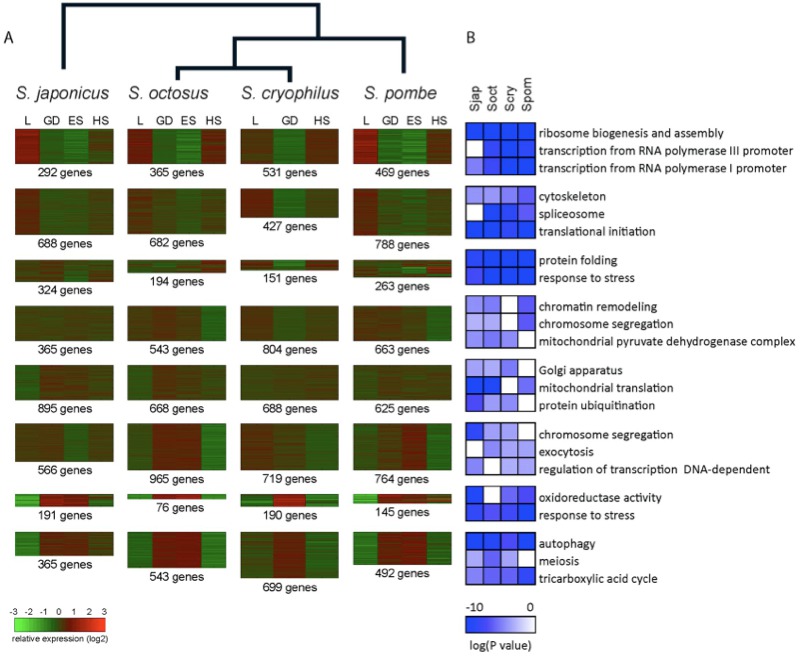 A
B
S. japonicus S. octosus S. cryophilus S. pombe
Sjap Soct Scry Spom
L GD ES HS L GD ES HS L GD HS L GD ES HS
292 genes 365 genes 531 genes 469 genes
ribosome biogenesis and assembly
transcription from RNA polymerase III promoter
transcription from RNA polymerase I promoter
688 genes 682 genes 427 genes 788 genes
cytoskeleton
spliceosome
translational initiation
324 genes 194 genes 151 genes 263 genes
protein folding
response to stress
365 genes 543 genes 804 genes 663 genes
chromatin remodeling
chromosome segregation
mitochondrial pyruvate dehydrogenase complex
895 genes 668 genes 688 genes 625 genes
Golgi apparatus
mitochondrial translation
protein ubiquitination
566 genes 965 genes 719 genes 764 genes
chromosome segregation
exocytosis
regulation of transcription DNA-dependent
191 genes 76 genes 190 genes 145 genes
oxidoreductase activity
response to stress
365 genes 543 genes 699 genes 492 genes
autophagy
meiosis
tricarboxylic acid cycle
-3 -2 -1 0 1 2 3
relative expression (log2)
-10 0
log(P value)